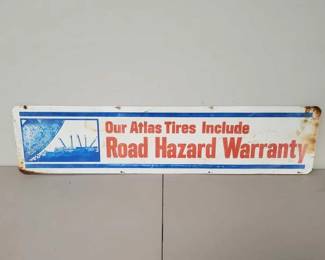 Our Atlas Tires Include
Road Hazard Warranty